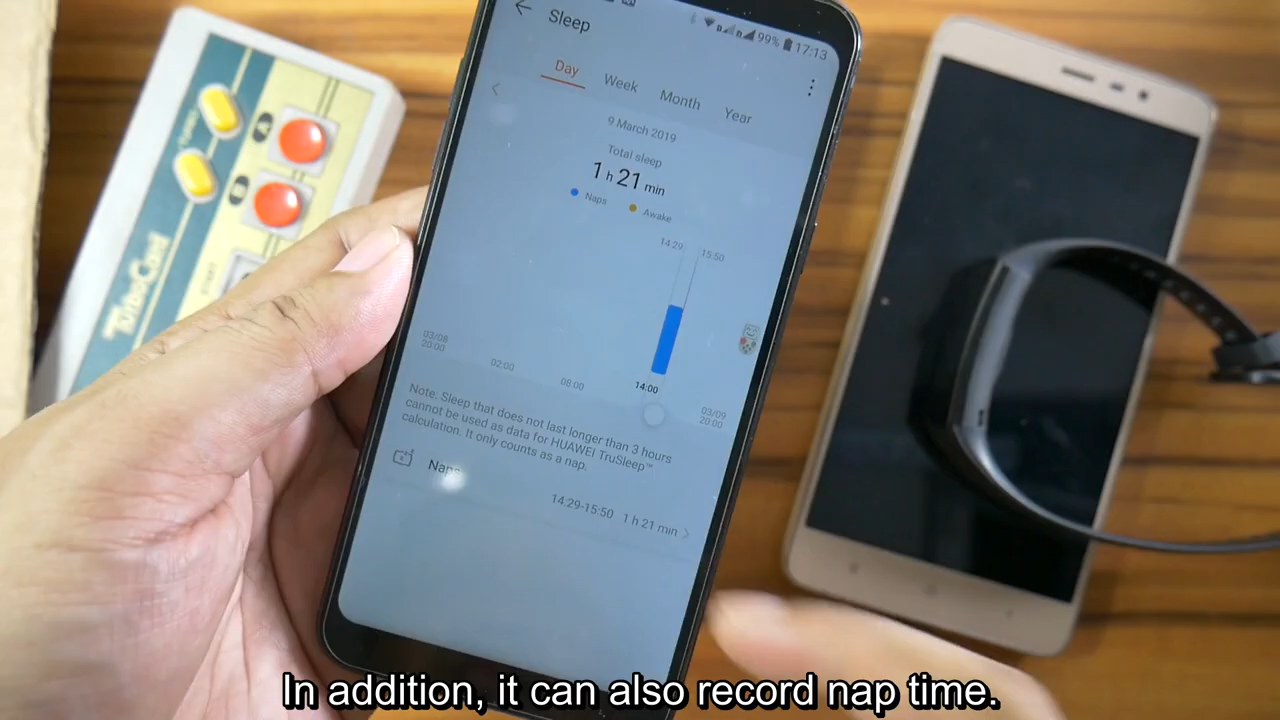 Sleep
99% 17:13
Day Week Month Year
9 March 2019
Total sleep
1 h 21 min
Naps Awake
14:29 15:50
03/08
20:00
02:00
08:00
14:00
03/09
20:00
Note: Sleep that does not last longer than 3 hours
cannot be used as data for HUAWEI TruSleep™
calculation. It only counts as a nap.
14:29-15:50 1 h 21 min
A
B
In addition, it can also record nap time.